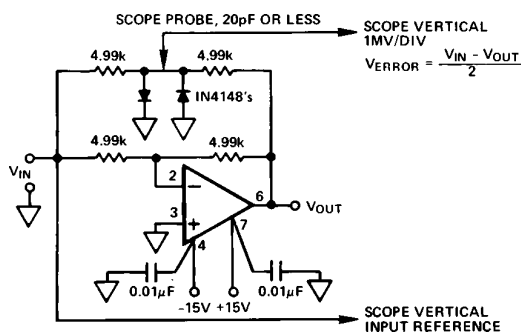 SCOPE PROBE, 20pF OR LESS
SCOPE VERTICAL
1MV/DIV
VERROR = VIN - VOUT
2
4.99k
4.99k
IN4148's
4.99k
4.99k
VIN
2
3
6
VOUT
4
7
0.01µF
-15V
+15V
0.01µF
SCOPE VERTICAL
INPUT REFERENCE